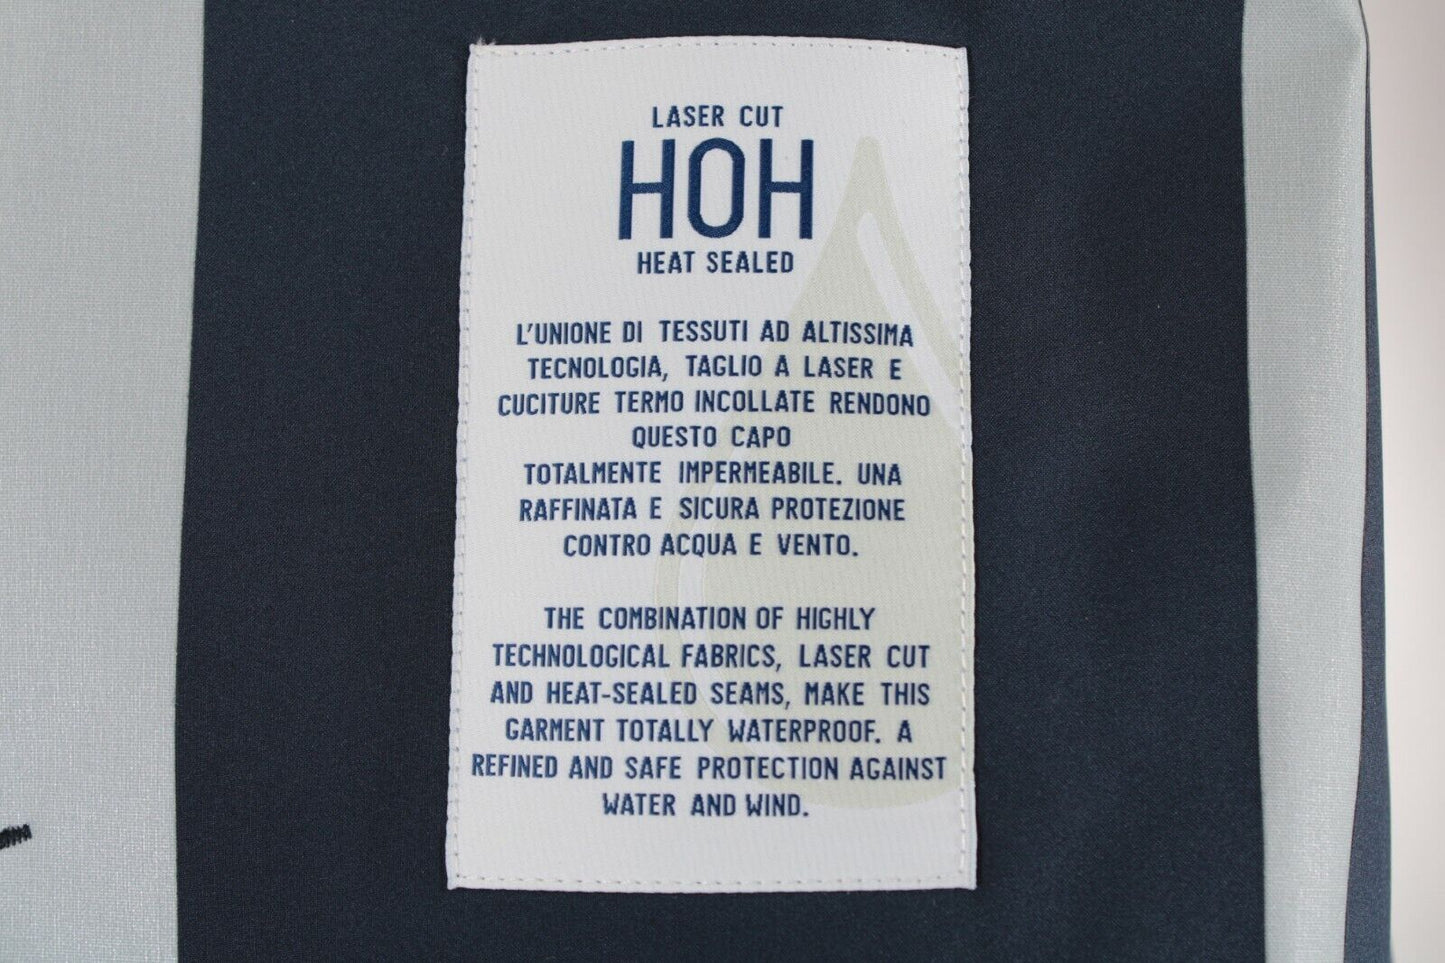 LASER CUT
HOH
HEAT SEALED
L'UNIONE DI TESSUTI AD ALTISSIMA
TECNOLOGIA, TAGLIO A LASER E
CUCITURE TERMO INCOLLATE RENDONO
QUESTO CAPO
TOTALMENTE IMPERMEABILE. UNA
RAFFINATA E SICURA PROTEZIONE
CONTRO ACQUA E VENTO.
THE COMBINATION OF HIGHLY
TECHNOLOGICAL FABRICS, LASER CUT
AND HEAT-SEALED SEAMS, MAKE THIS
GARMENT TOTALLY WATERPROOF. A
REFINED AND SAFE PROTECTION AGAINST
WATER AND WIND.